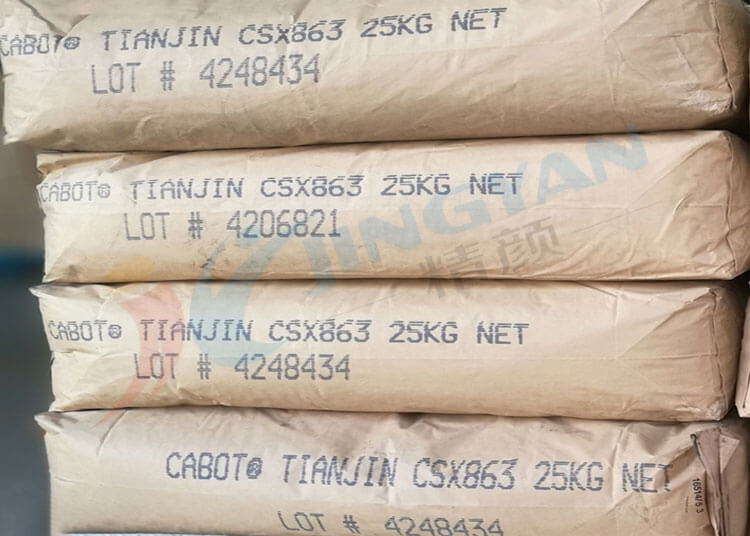 CABOT® TIANJIN CSX863 25KG NET
LOT # 4248434
CABOT® TIANJIN CSX863 25KG NET
LOT # 4206821
JINGYAN
精颜
CABOT® TIANJIN CSX863 25KG NET
LOT # 4248434
CABOT® TIANJIN CSX863 25KG NET
LOT # 4248434